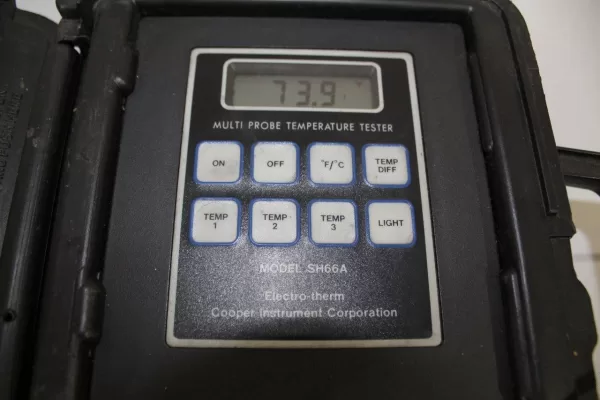 73.9
MULTI PROBE TEMPERATURE TESTER
ON OFF °F/°C TEMP DIFF
TEMP 1 TEMP 2 TEMP 3 LIGHT
MODEL SH66A
Electro-therm
Cooper Instrument Corporation